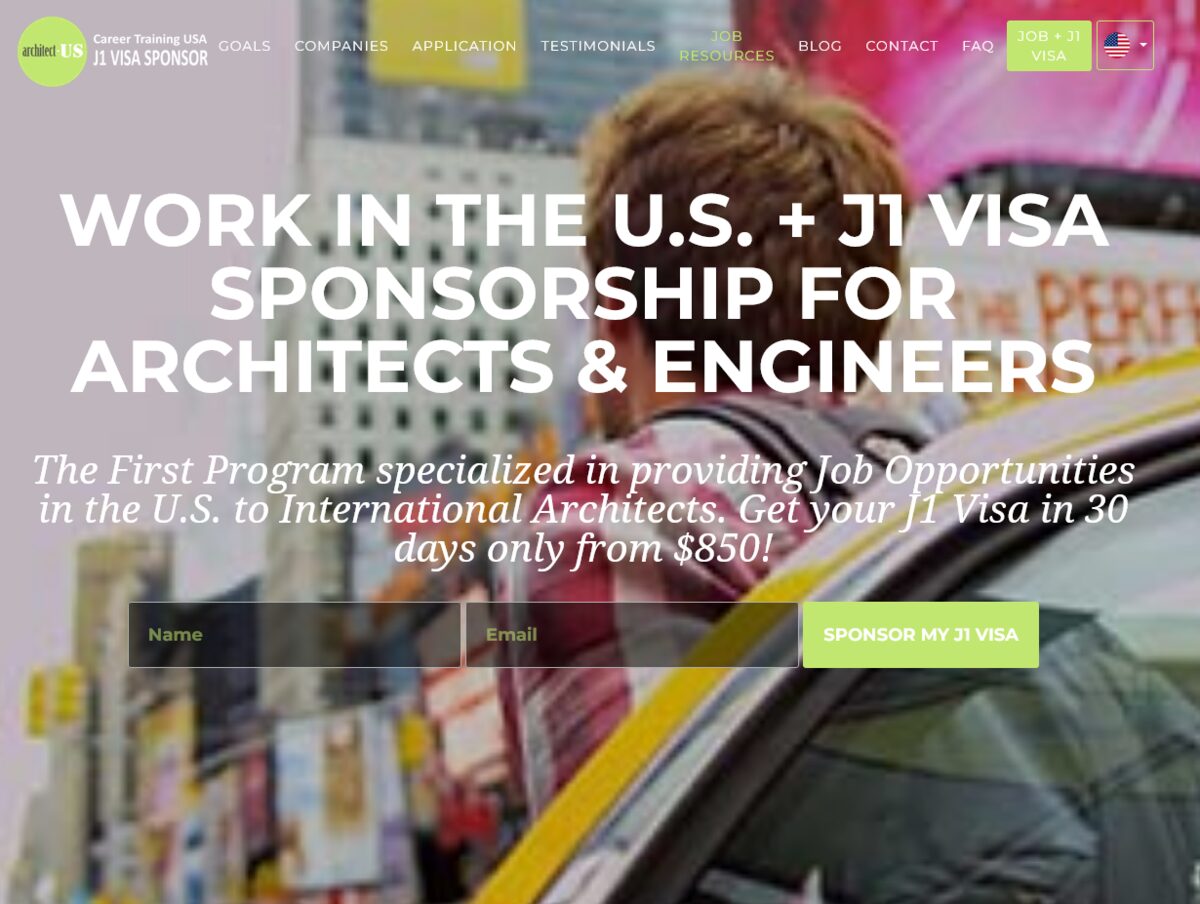 architect-US
Career Training USA
J1 VISA SPONSOR
GOALS
COMPANIES
APPLICATION
TESTIMONIALS
JOB
RESOURCES
BLOG
CONTACT
FAQ
JOB + J1
VISA
WORK IN THE U.S. + J1 VISA
SPONSORSHIP FOR
ARCHITECTS & ENGINEERS
THE PERF
The First Program specialized in providing Job Opportunities
in the U.S. to International Architects. Get your J1 Visa in 30
days only from $850!
Name
Email
SPONSOR MY J1 VISA